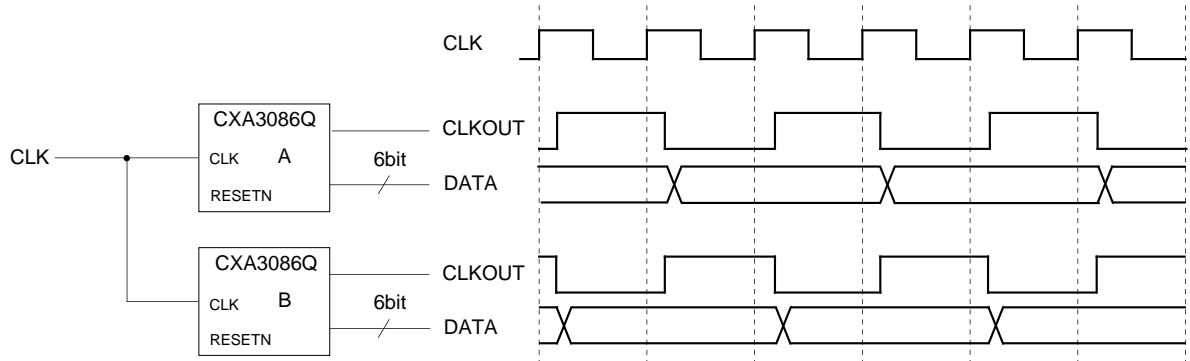 CLK
CXA3086Q
CLKOUT
CLK
CLK A
6bit
DATA
RESETN
CXA3086Q
CLKOUT
CLK B
6bit
DATA
RESETN